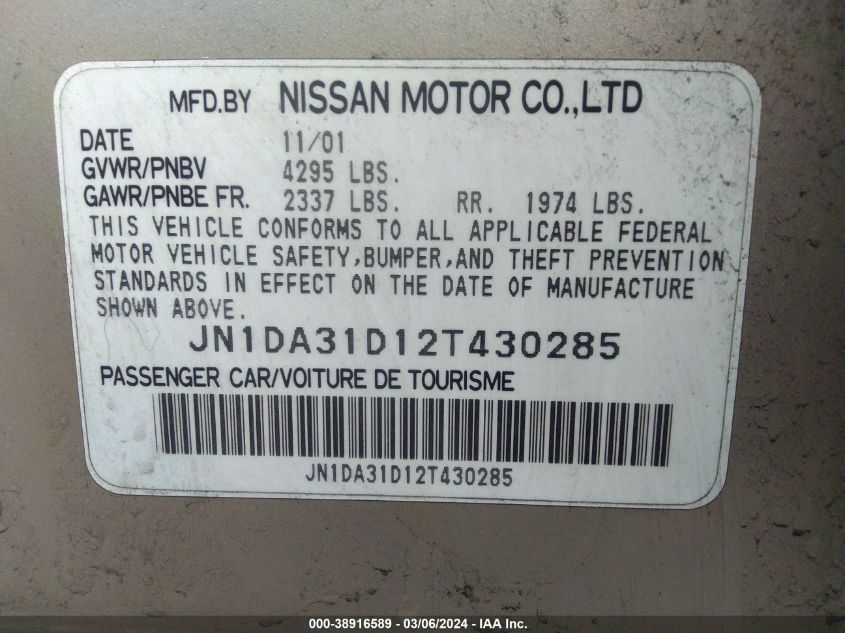 MFD.BY NISSAN MOTOR CO.,LTD
DATE 11/01
GVWR/PNBV 4295 LBS.
GAWR/PNBE FR. 2337 LBS. RR. 1974 LBS.
THIS VEHICLE CONFORMS TO ALL APPLICABLE FEDERAL
MOTOR VEHICLE SAFETY,BUMPER,AND THEFT PREVENTION
STANDARDS IN EFFECT ON THE DATE OF MANUFACTURE
SHOWN ABOVE.
JN1DA31D12T430285
PASSENGER CAR/VOITURE DE TOURISME
JN1DA31D12T430285
000-38916589 - 03/06/2024 - IAA Inc.